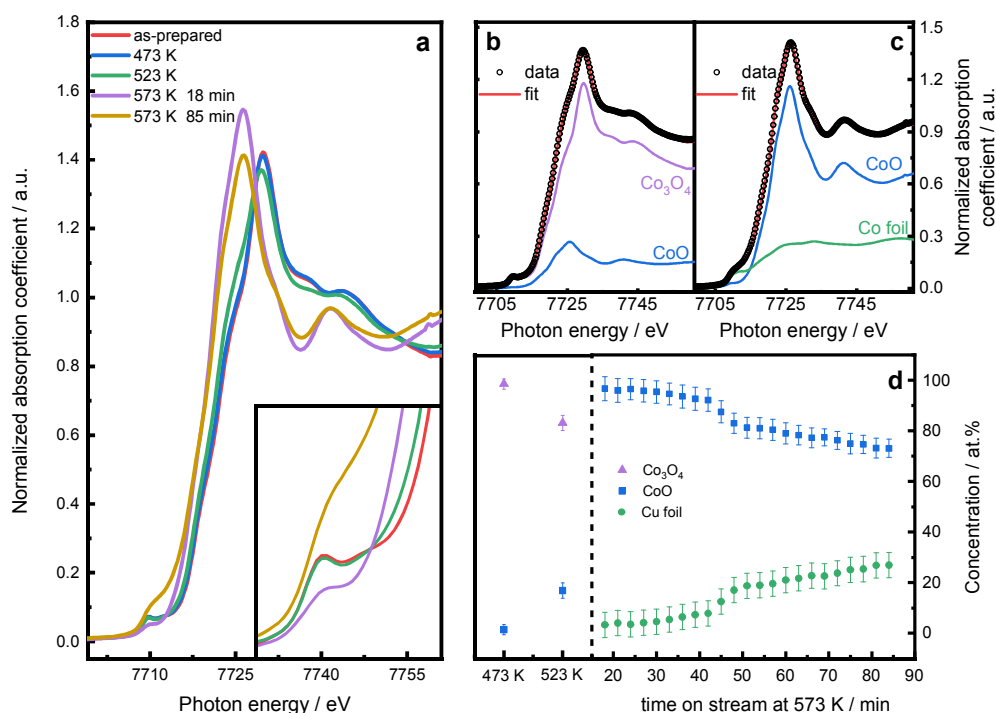 a
as-prepared
473 K
523 K
573 K 18 min
573 K 85 min
1.8
1.6
1.4
1.2
1.0
0.8
0.6
0.4
0.2
0.0
Normalized absorption coefficient / a.u.
7710
7725
7740
7755
Photon energy / eV
b
data
fit
Co₃O₄
CoO
7705
7725
7745
Photon energy / eV
c
data
fit
CoO
Co foil
7705
7725
7745
Photon energy / eV
1.5
1.2
0.9
0.6
0.3
0.0
Normalized absorption
coefficient / a.u.
d
Co₃O₄
CoO
Cu foil
100
80
60
40
20
0
Concentration / at.%
473 K
523 K
20
30
40
50
60
70
80
90
time on stream at 573 K / min